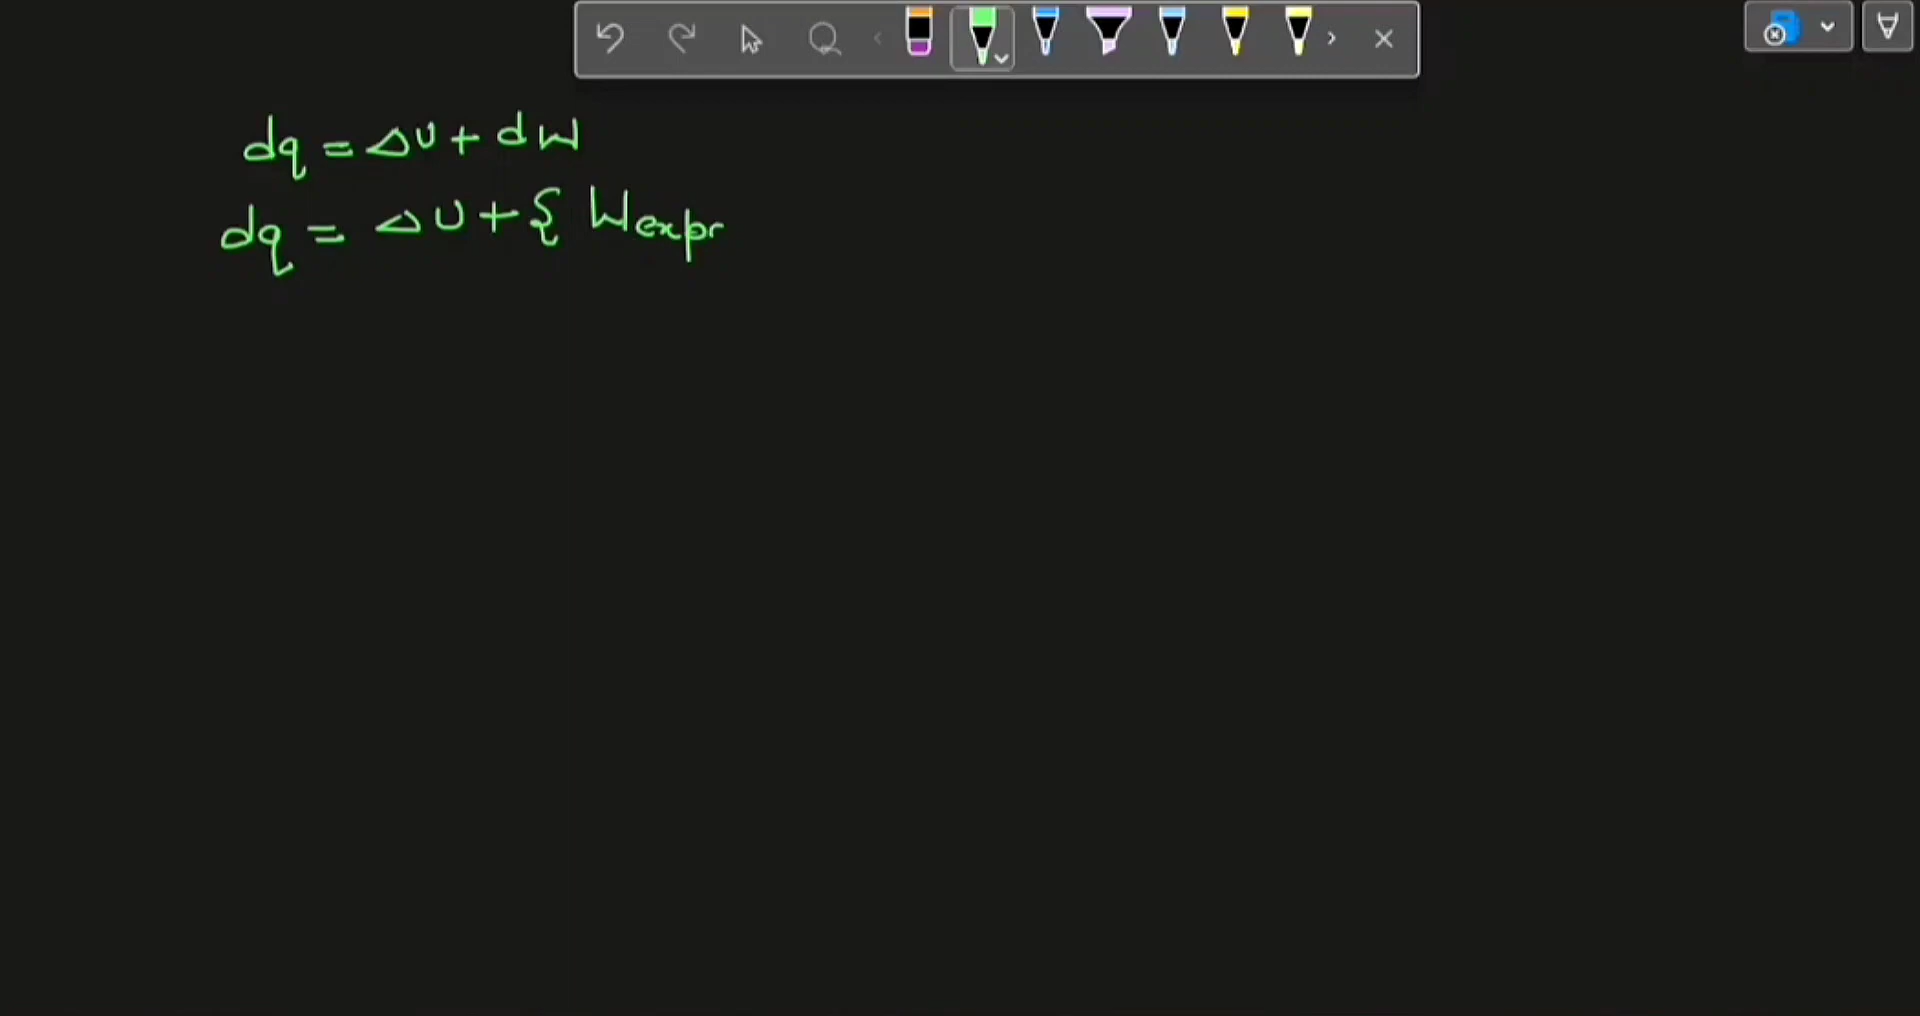 dq = ΔU + dW
dq = ΔU + { Wexpr